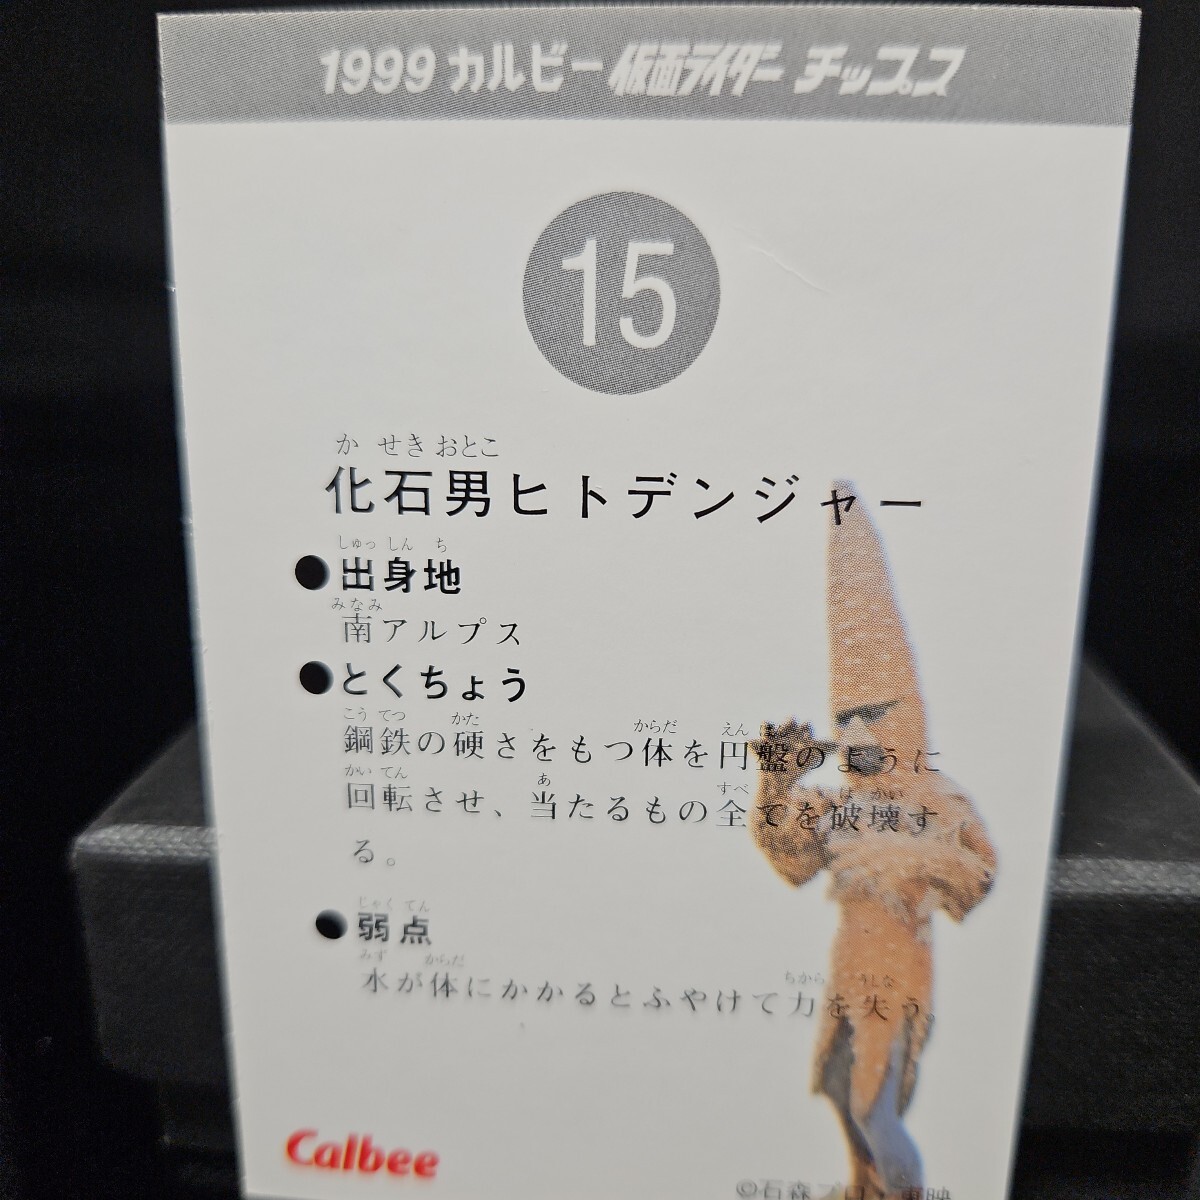 1999 カルビー 仮面ライダー チップス
15
か せき おとこ
化石男ヒトデンジャー
しゅっ しん ち
●出身地
みなみ
南アルプス
●とくちょう
こう てつ かた からだ えん ばん
鋼鉄の硬さをもつ体を円盤のように
かい てん あ すべ は かい
回転させ、当たるもの全てを破壊す
る。
じゃく てん
●弱点
みず からだ ちから うしな
水が体にかかるとふやけて力を失う。
Calbee
©石森プロ・東映